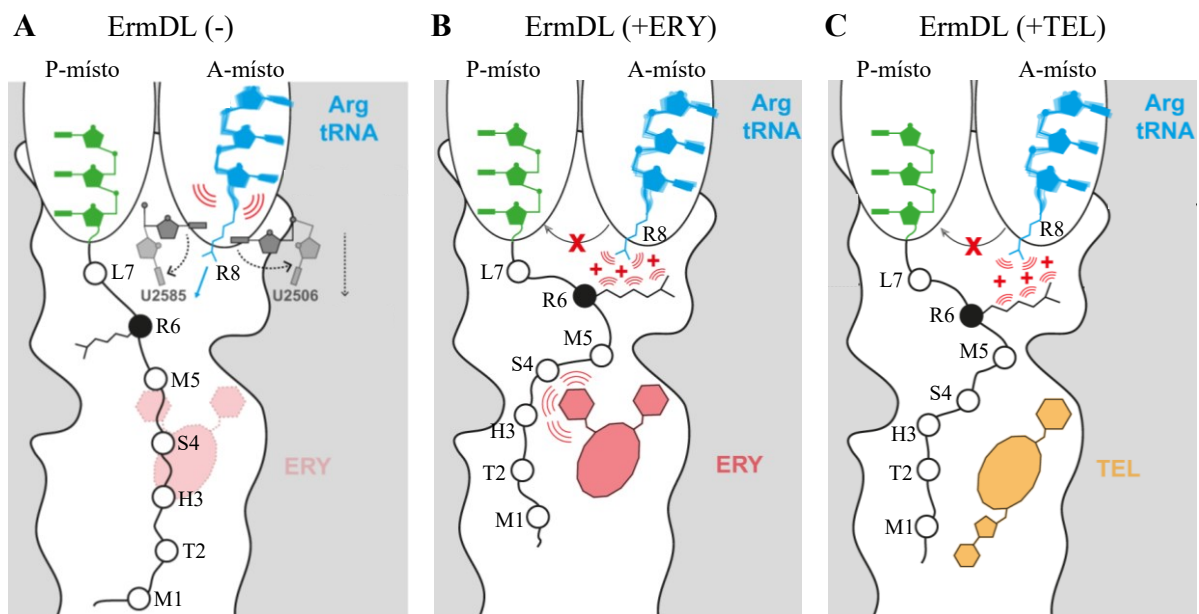 A ErmDL (-)
P-místo A-místo
Arg
tRNA
L7
R8
U2585
U2506
R6
M5
S4
ERY
H3
T2
M1
B ErmDL (+ERY)
P-místo A-místo
Arg
tRNA
R8
X
L7
+ + + +
R6
M5
S4
H3
ERY
T2
M1
C ErmDL (+TEL)
P-místo A-místo
Arg
tRNA
R8
X
L7
+ + + +
R6
M5
S4
H3
TEL
T2
M1